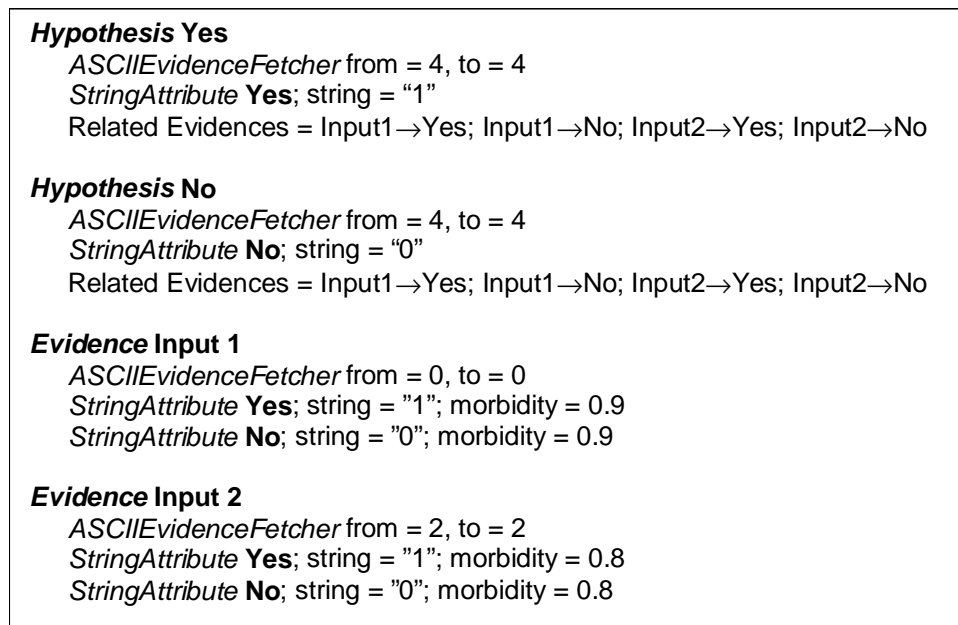 Hypothesis Yes
ASCIIEvidenceFetcher from = 4, to = 4
StringAttribute Yes; string = “1”
Related Evidences = Input1→Yes; Input1→No; Input2→Yes; Input2→No
Hypothesis No
ASCIIEvidenceFetcher from = 4, to = 4
StringAttribute No; string = “0”
Related Evidences = Input1→Yes; Input1→No; Input2→Yes; Input2→No
Evidence Input 1
ASCIIEvidenceFetcher from = 0, to = 0
StringAttribute Yes; string = ”1”; morbidity = 0.9
StringAttribute No; string = ”0”; morbidity = 0.9
Evidence Input 2
ASCIIEvidenceFetcher from = 2, to = 2
StringAttribute Yes; string = ”1”; morbidity = 0.8
StringAttribute No; string = ”0”; morbidity = 0.8